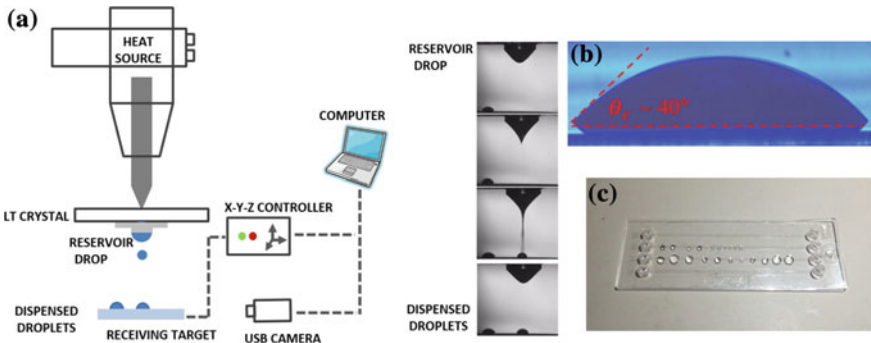 (a)
HEAT
SOURCE
COMPUTER
LT CRYSTAL
X-Y-Z CONTROLLER
RESERVOIR
DROP
DISPENSED
DROPLETS
RECEIVING TARGET
USB CAMERA
RESERVOIR
DROP
DISPENSED
DROPLETS
(b)
θr ~ 40°
(c)